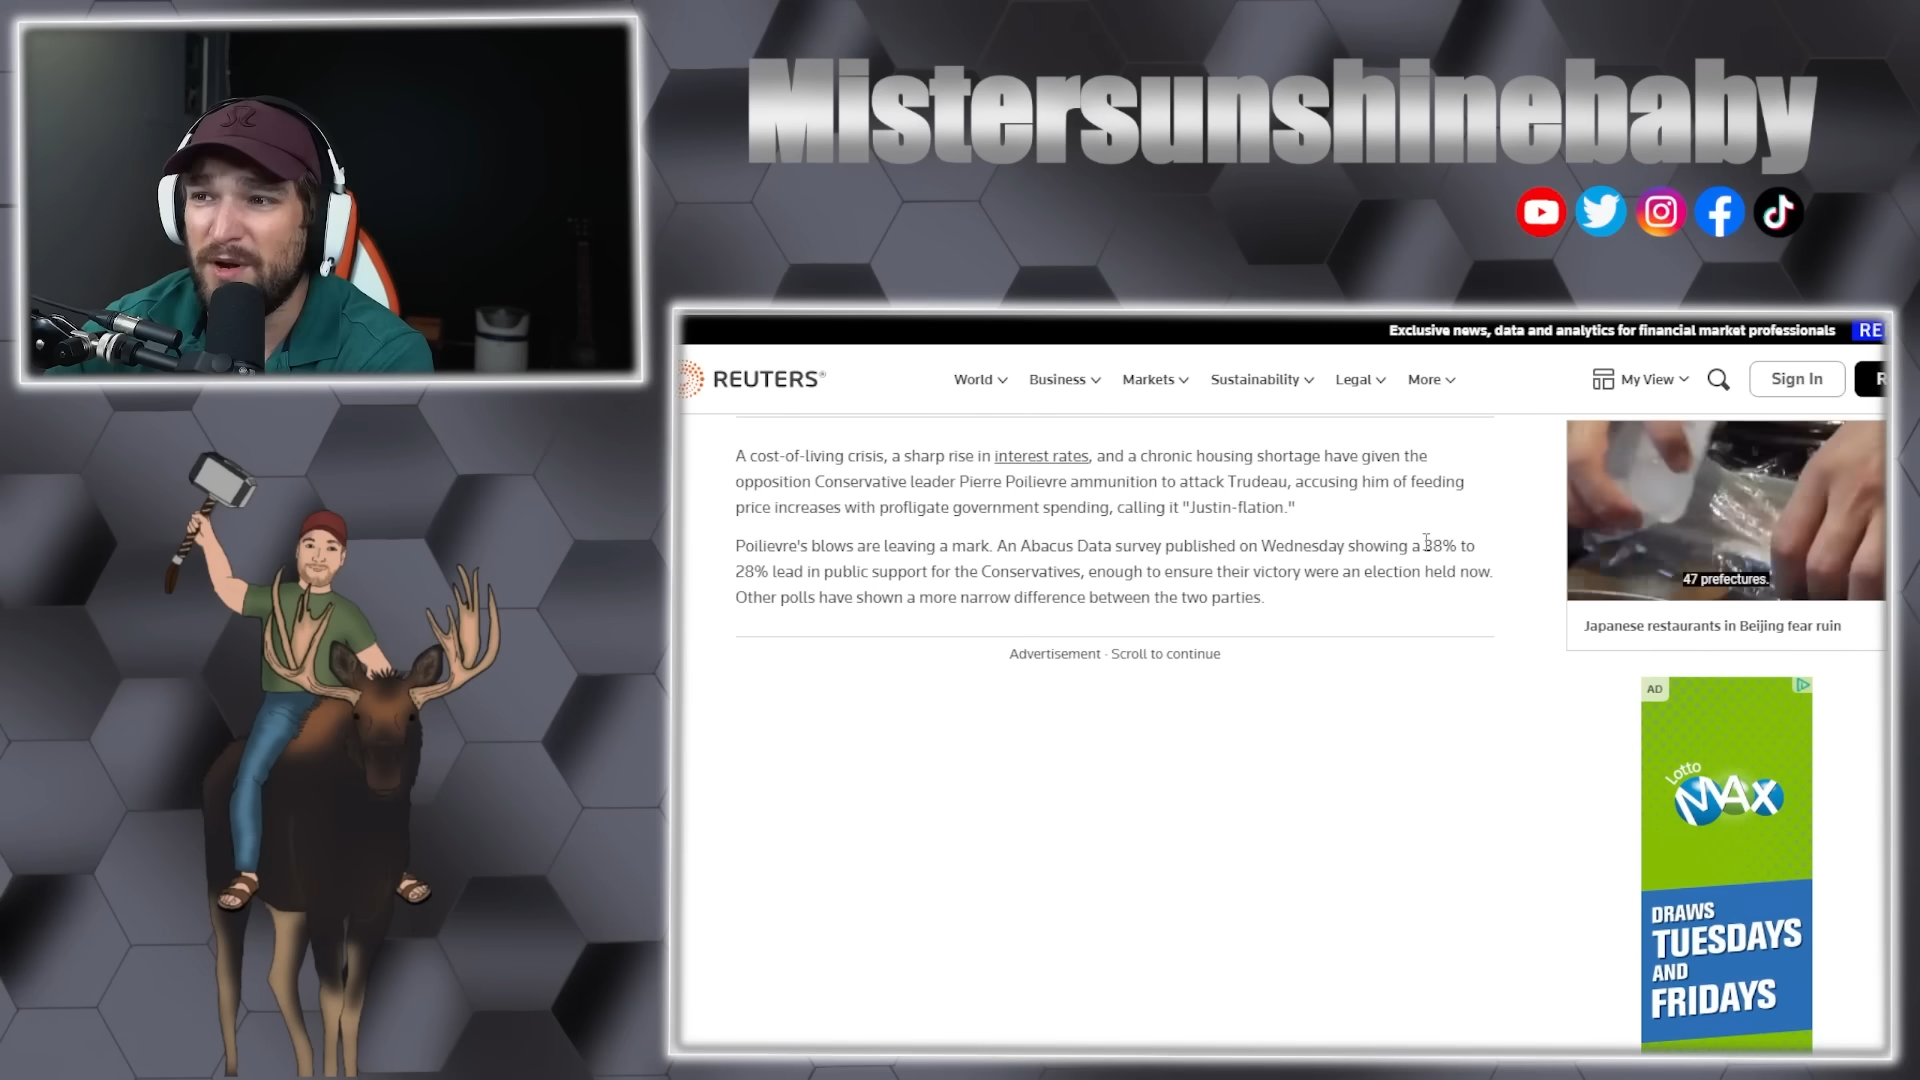 Mistersunshinebaby
Exclusive news, data and analytics for financial market professionals
RE
REUTERS®
World
Business
Markets
Sustainability
Legal
More
My View
Sign In
R
A cost-of-living crisis, a sharp rise in interest rates, and a chronic housing shortage have given the
opposition Conservative leader Pierre Poilievre ammunition to attack Trudeau, accusing him of feeding
price increases with profligate government spending, calling it "Justin-flation."
Poilievre's blows are leaving a mark. An Abacus Data survey published on Wednesday showing a 38% to
28% lead in public support for the Conservatives, enough to ensure their victory were an election held now.
Other polls have shown a more narrow difference between the two parties.
Advertisement · Scroll to continue
47 prefectures.
Japanese restaurants in Beijing fear ruin
AD
Lotto
MAX
DRAWS
TUESDAYS
AND
FRIDAYS